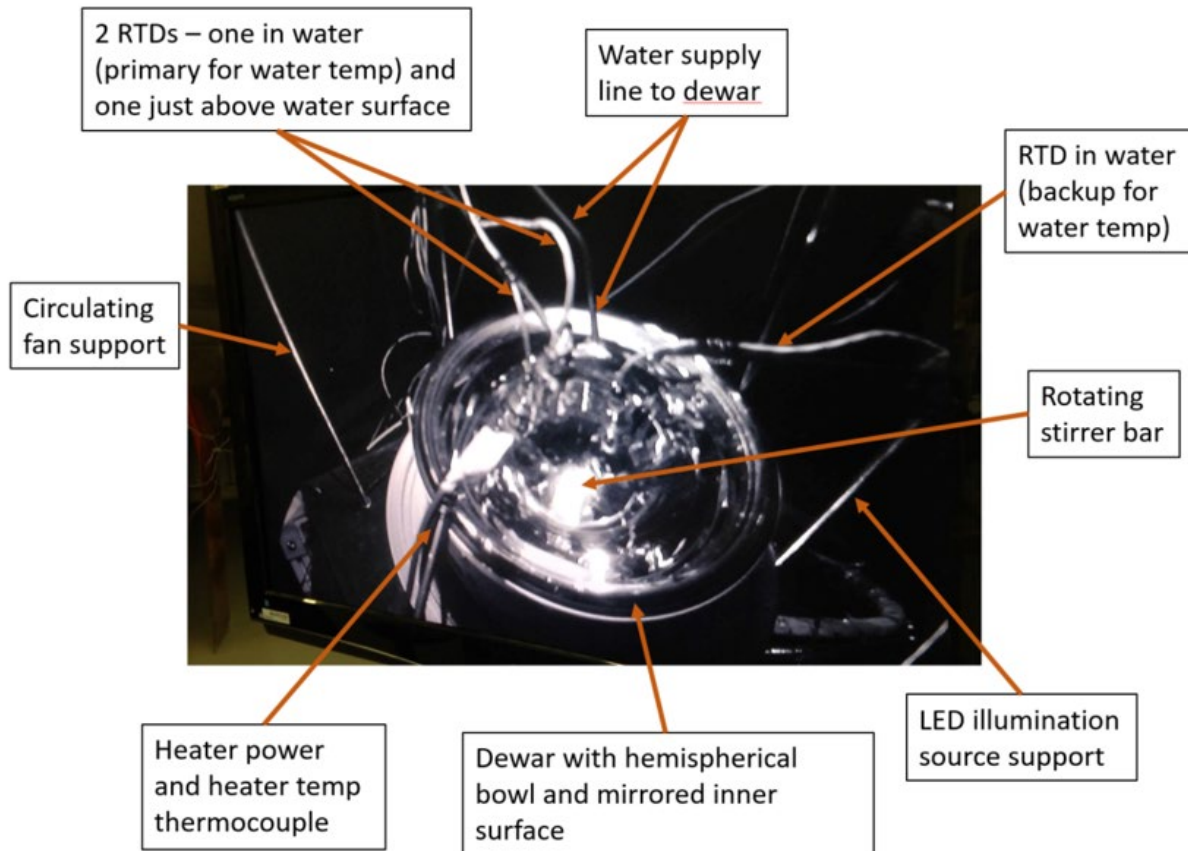 2 RTDs – one in water
(primary for water temp) and
one just above water surface
Water supply
line to dewar
RTD in water
(backup for
water temp)
Circulating
fan support
Rotating
stirrer bar
LED illumination
source support
Heater power
and heater temp
thermocouple
Dewar with hemispherical
bowl and mirrored inner
surface